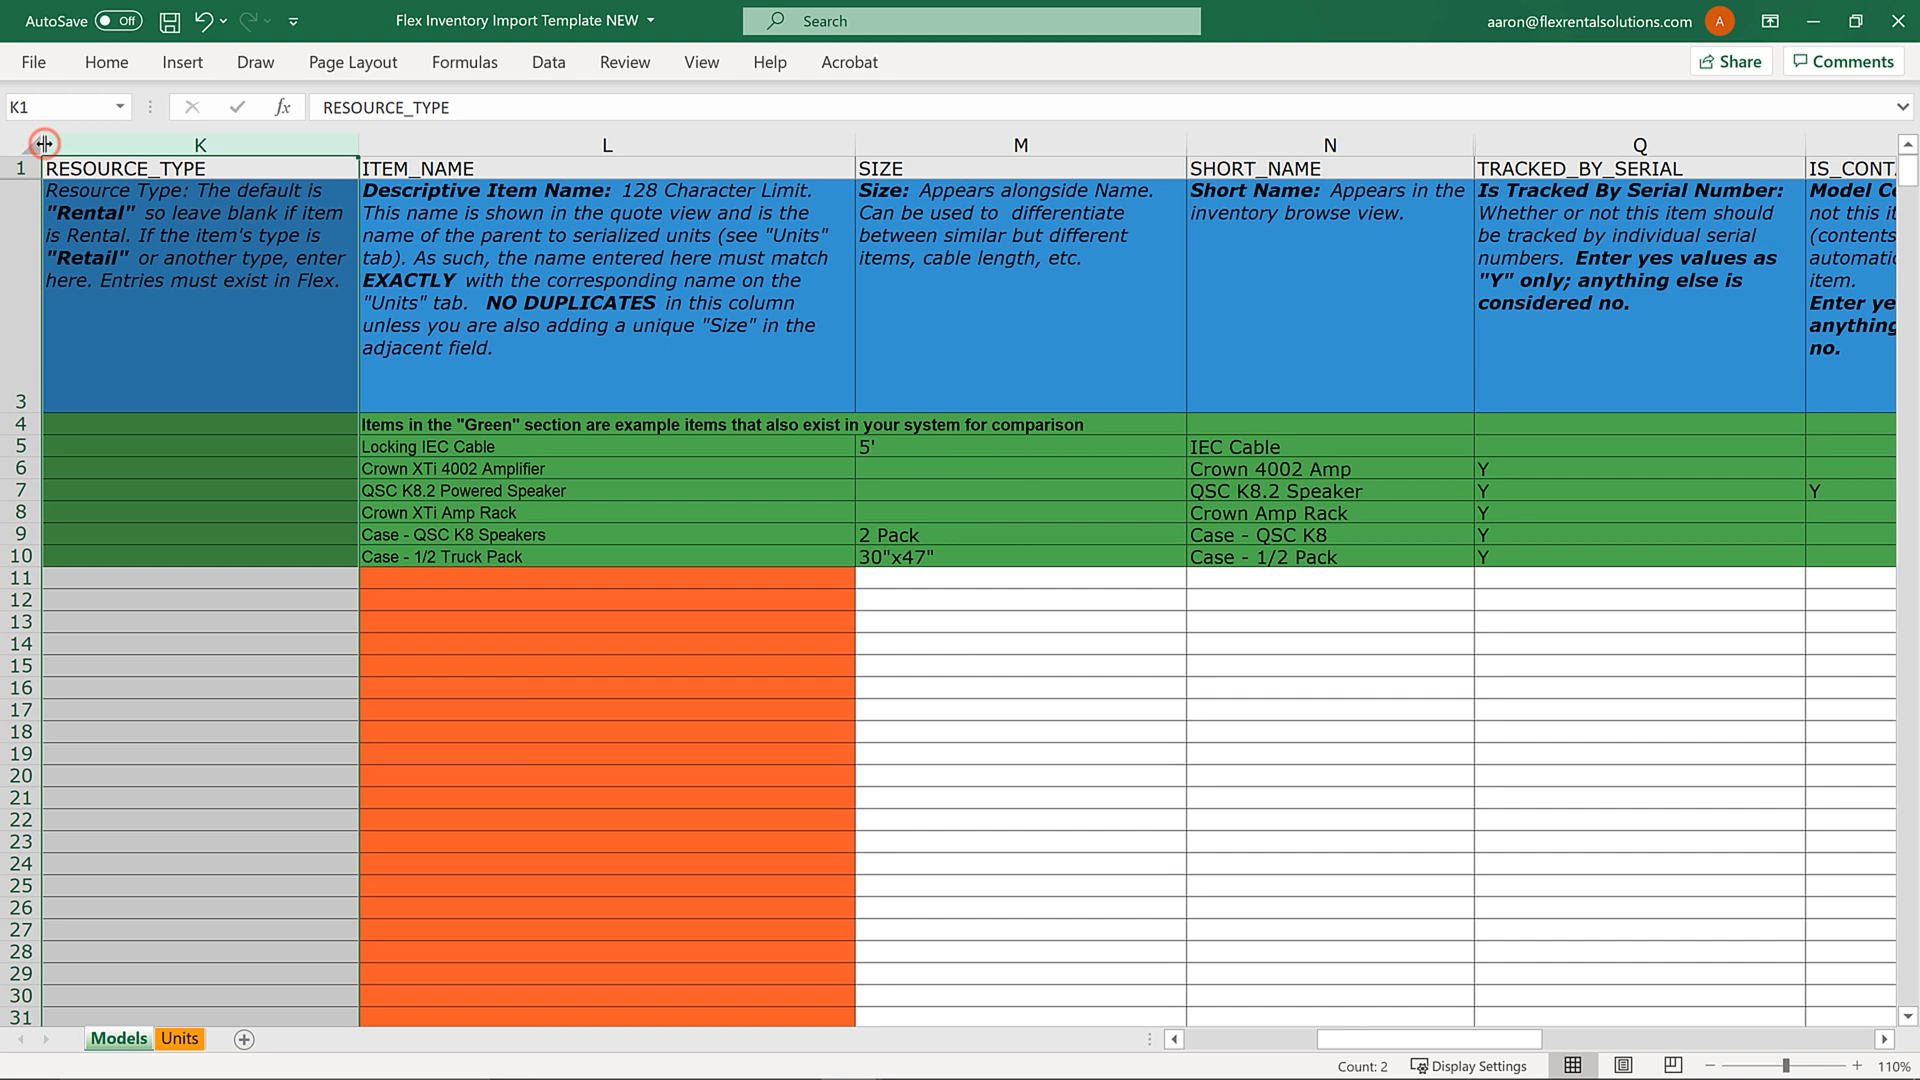 AutoSave Off Flex Inventory Import Template NEW Search aaron@flexrentalsolutions.com A
File Home Insert Draw Page Layout Formulas Data Review View Help Acrobat Share Comments
K1 fx RESOURCE_TYPE
K L M N Q
1 RESOURCE_TYPE ITEM_NAME SIZE SHORT_NAME TRACKED_BY_SERIAL IS_CONT
Resource Type: The default is
"Rental" so leave blank if item
is Rental. If the item's type is
"Retail" or another type, enter
here. Entries must exist in Flex.
Descriptive Item Name: 128 Character Limit.
This name is shown in the quote view and is the
name of the parent to serialized units (see "Units"
tab). As such, the name entered here must match
EXACTLY with the corresponding name on the
"Units" tab. NO DUPLICATES in this column
unless you are also adding a unique "Size" in the
adjacent field.
Size: Appears alongside Name.
Can be used to differentiate
between similar but different
items, cable length, etc.
Short Name: Appears in the
inventory browse view.
Is Tracked By Serial Number:
Whether or not this item should
be tracked by individual serial
numbers. Enter yes values as
"Y" only; anything else is
considered no.
Model Co
not this it
(contents
automatic
item.
Enter ye
anything
no.
3
4 Items in the "Green" section are example items that also exist in your system for comparison
5 Locking IEC Cable 5' IEC Cable
6 Crown XTi 4002 Amplifier Crown 4002 Amp Y
7 QSC K8.2 Powered Speaker QSC K8.2 Speaker Y Y
8 Crown XTi Amp Rack Crown Amp Rack Y
9 Case - QSC K8 Speakers 2 Pack Case - QSC K8 Y
10 Case - 1/2 Truck Pack 30"x47" Case - 1/2 Pack Y
11
12
13
14
15
16
17
18
19
20
21
22
23
24
25
26
27
28
29
30
31
Models Units
Count: 2 Display Settings 110%